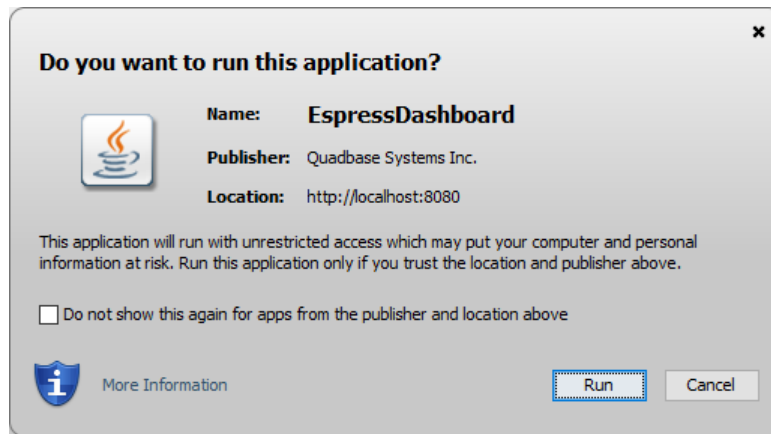 Do you want to run this application?
Name: EspressDashboard
Publisher: Quadbase Systems Inc.
Location: http://localhost:8080
This application will run with unrestricted access which may put your computer and personal
information at risk. Run this application only if you trust the location and publisher above.
Do not show this again for apps from the publisher and location above
More Information Run Cancel